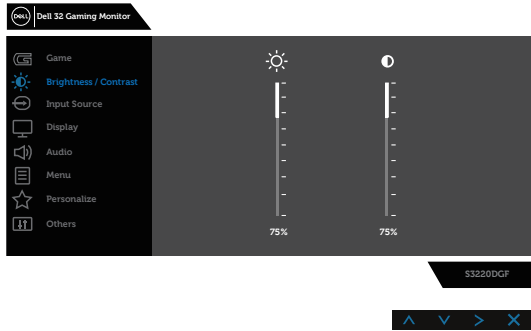 DELL
Dell 32 Gaming Monitor
Game
Brightness / Contrast
Input Source
Display
Audio
Menu
Personalize
Others
75%
75%
S3220DGF